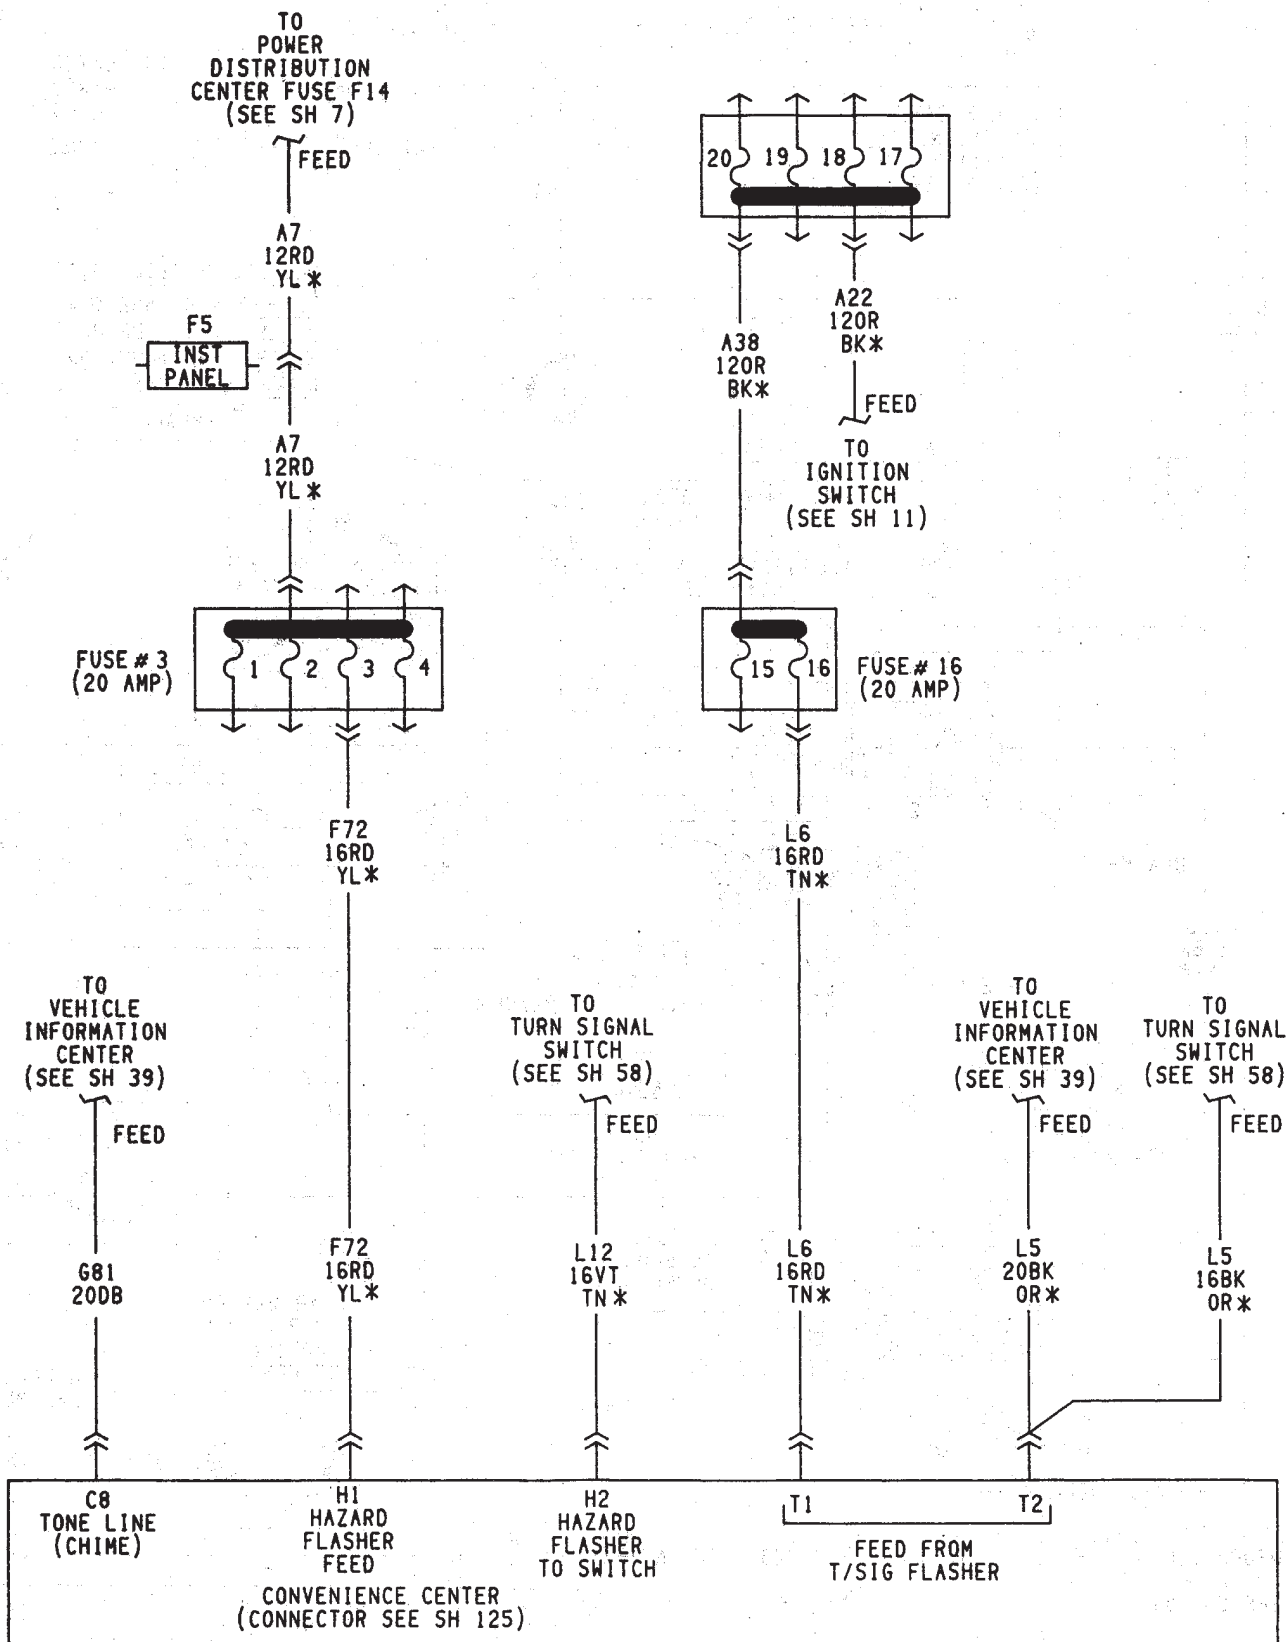 TO
POWER
DISTRIBUTION
CENTER FUSE F14
(SEE SH 7)
FEED
A7
12RD
YL*
F5
INST
PANEL
A7
12RD
YL*
20 19 18 17
A38
12OR
BK*
A22
12OR
BK*
FEED
TO
IGNITION
SWITCH
(SEE SH 11)
FUSE # 3
(20 AMP)
1 2 3 4
15 16
FUSE # 16
(20 AMP)
F72
16RD
YL*
L6
16RD
TN*
TO
VEHICLE
INFORMATION
CENTER
(SEE SH 39)
FEED
TO
TURN SIGNAL
SWITCH
(SEE SH 58)
FEED
TO
VEHICLE
INFORMATION
CENTER
(SEE SH 39)
FEED
TO
TURN SIGNAL
SWITCH
(SEE SH 58)
FEED
G81
20DB
F72
16RD
YL*
L12
16VT
TN*
L6
16RD
TN*
L5
20BK
OR*
L5
16BK
OR*
C8
TONE LINE
(CHIME)
H1
HAZARD
FLASHER
FEED
H2
HAZARD
FLASHER
TO SWITCH
T1 T2
FEED FROM
T/SIG FLASHER
CONVENIENCE CENTER
(CONNECTOR SEE SH 125)